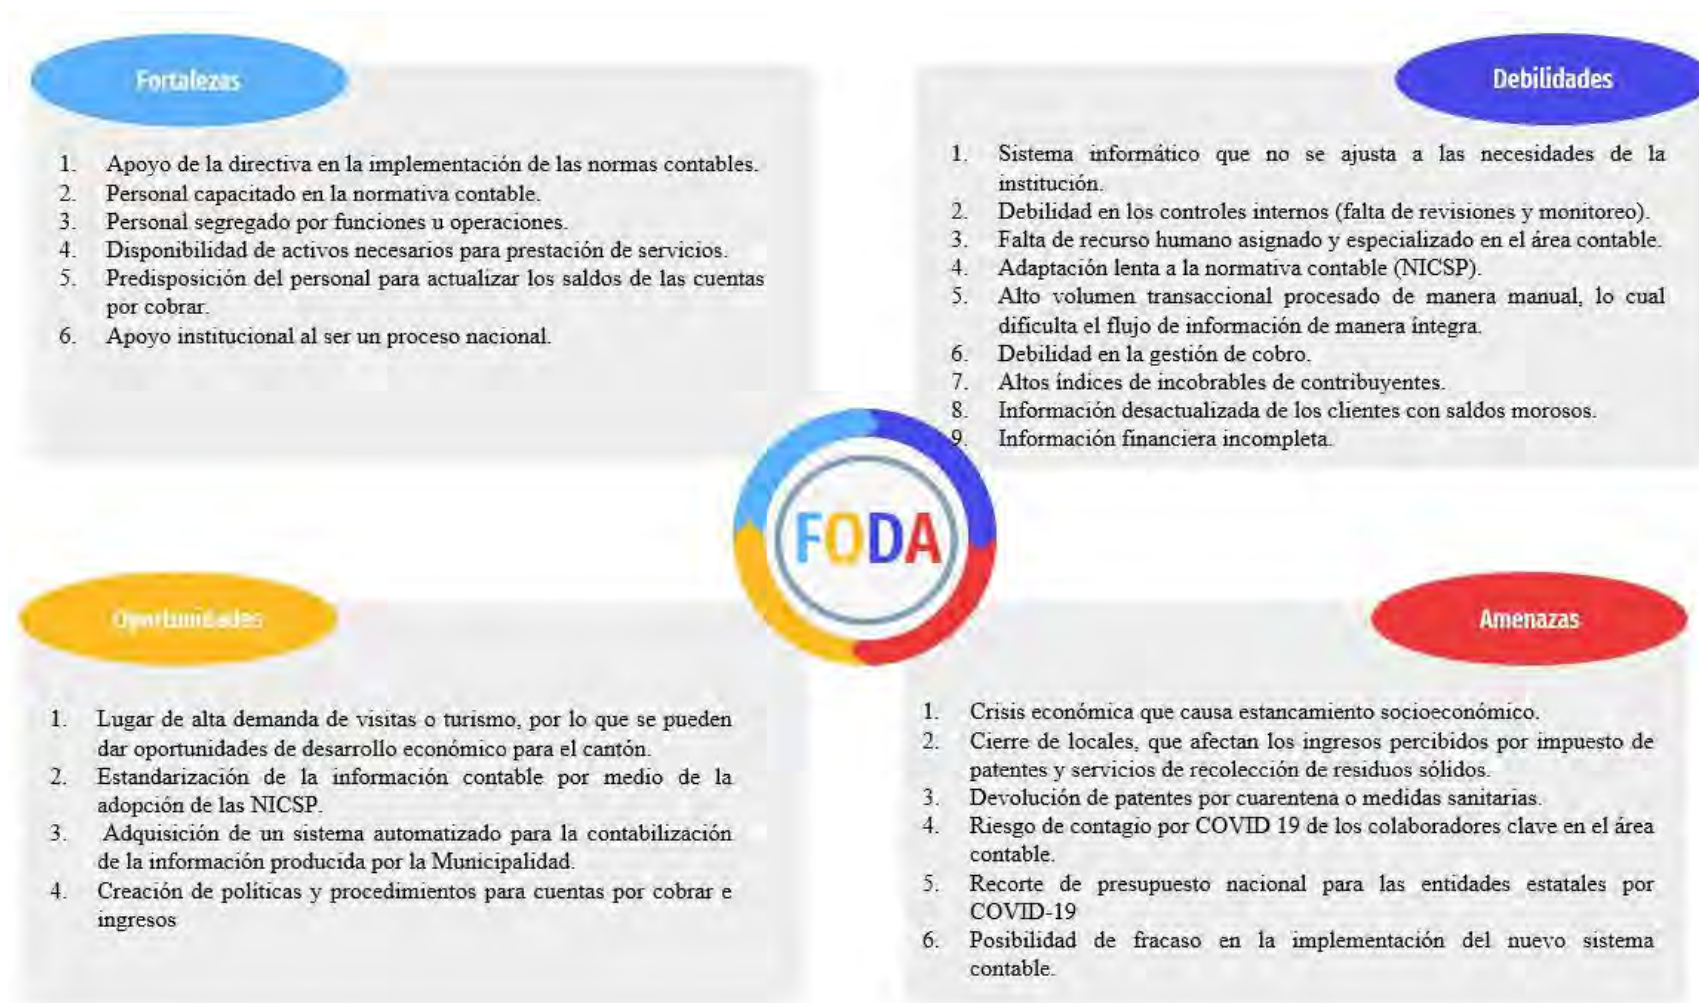 Fortalezas
1. Apoyo de la directiva en la implementación de las normas contables.
2. Personal capacitado en la normativa contable.
3. Personal segregado por funciones u operaciones.
4. Disponibilidad de activos necesarios para prestación de servicios.
5. Predisposición del personal para actualizar los saldos de las cuentas
por cobrar.
6. Apoyo institucional al ser un proceso nacional.
Debilidades
1. Sistema informático que no se ajusta a las necesidades de la
institución.
2. Debilidad en los controles internos (falta de revisiones y monitoreo).
3. Falta de recurso humano asignado y especializado en el área contable.
4. Adaptación lenta a la normativa contable (NICSP).
5. Alto volumen transaccional procesado de manera manual, lo cual
dificulta el flujo de información de manera íntegra.
6. Debilidad en la gestión de cobro.
7. Altos índices de incobrables de contribuyentes.
8. Información desactualizada de los clientes con saldos morosos.
9. Información financiera incompleta.
FODA
Oportunidades
1. Lugar de alta demanda de visitas o turismo, por lo que se pueden
dar oportunidades de desarrollo económico para el cantón.
2. Estandarización de la información contable por medio de la
adopción de las NICSP.
3. Adquisición de un sistema automatizado para la contabilización
de la información producida por la Municipalidad.
4. Creación de políticas y procedimientos para cuentas por cobrar e
ingresos
Amenazas
1. Crisis económica que causa estancamiento socioeconómico.
2. Cierre de locales, que afectan los ingresos percibidos por impuesto de
patentes y servicios de recolección de residuos sólidos.
3. Devolución de patentes por cuarentena o medidas sanitarias.
4. Riesgo de contagio por COVID 19 de los colaboradores clave en el área
contable.
5. Recorte de presupuesto nacional para las entidades estatales por
COVID-19
6. Posibilidad de fracaso en la implementación del nuevo sistema
contable.